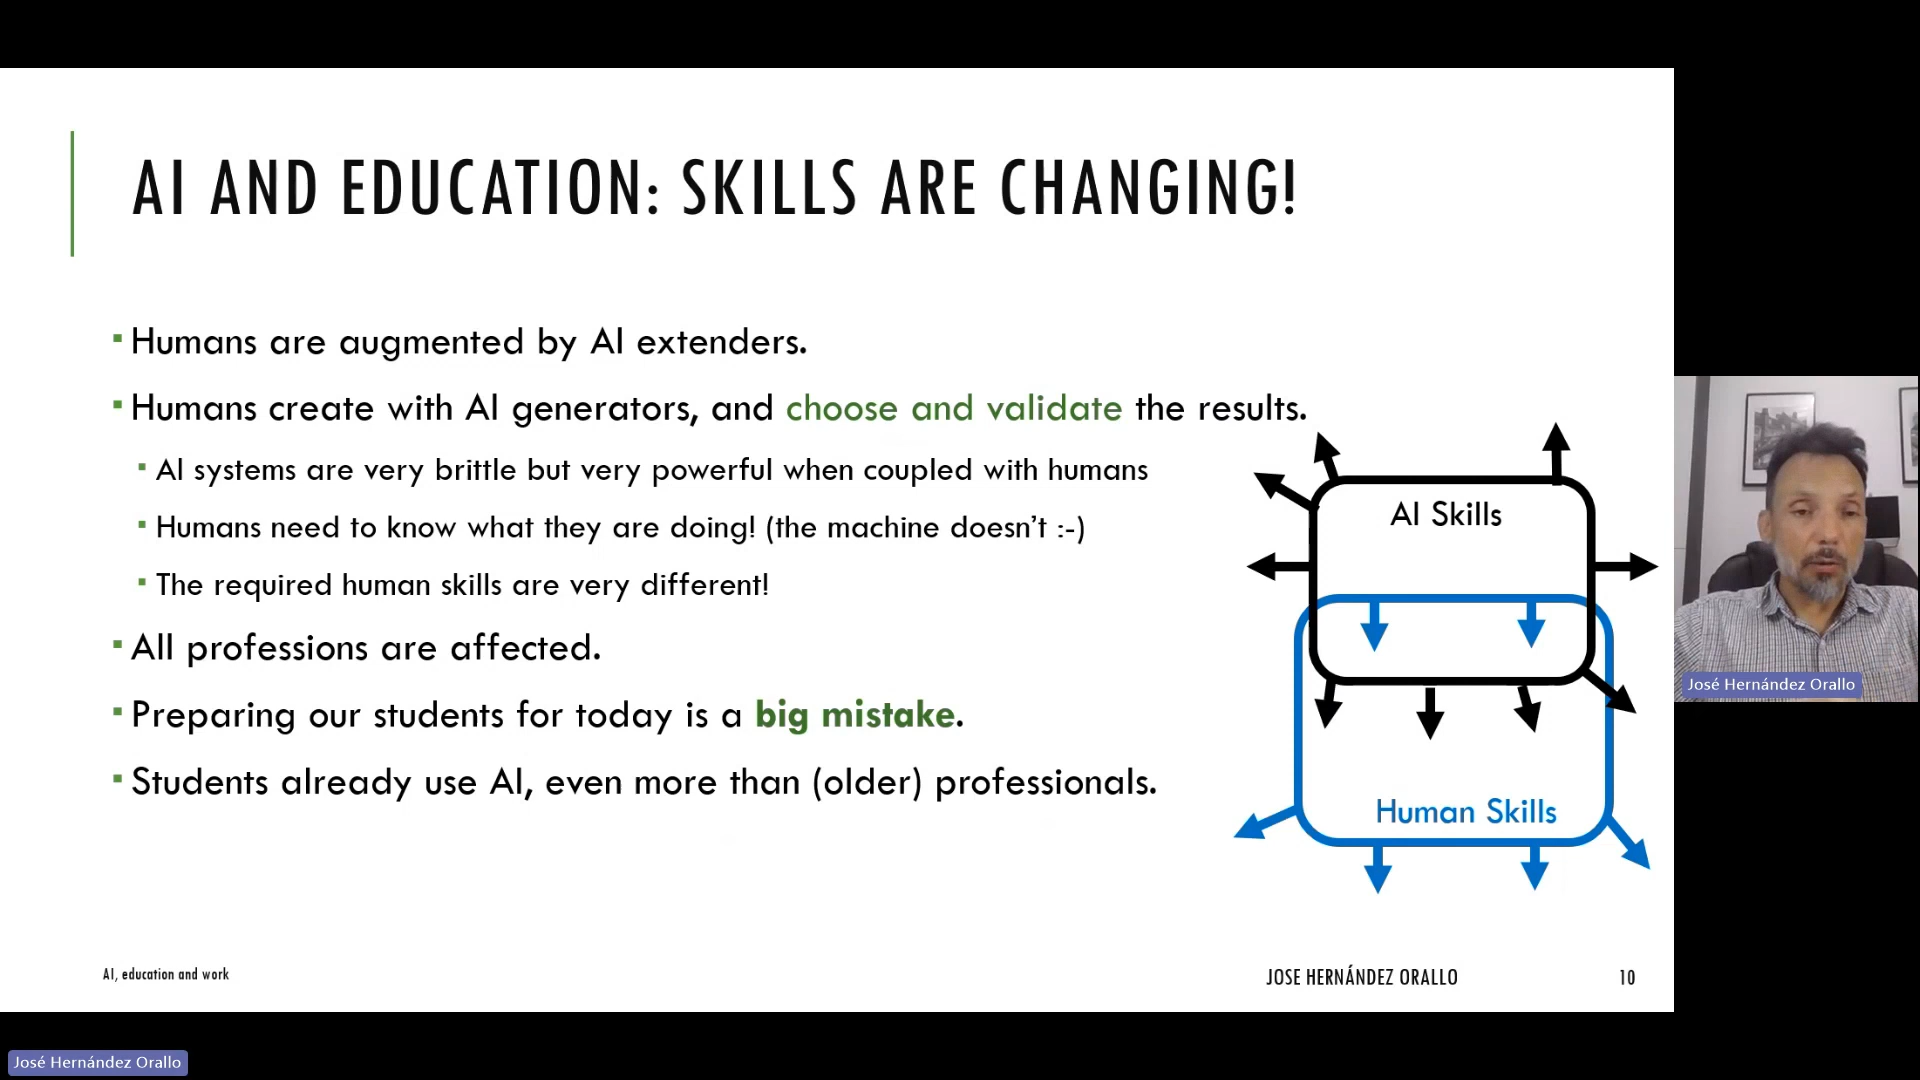 AI AND EDUCATION: SKILLS ARE CHANGING!
Humans are augmented by AI extenders.
Humans create with AI generators, and choose and validate the results.
AI systems are very brittle but very powerful when coupled with humans
Humans need to know what they are doing! (the machine doesn’t :-)
The required human skills are very different!
All professions are affected.
Preparing our students for today is a big mistake.
Students already use AI, even more than (older) professionals.
AI Skills
Human Skills
AI, education and work
JOSE HERNÁNDEZ ORALLO
10
José Hernández Orallo
José Hernández Orallo